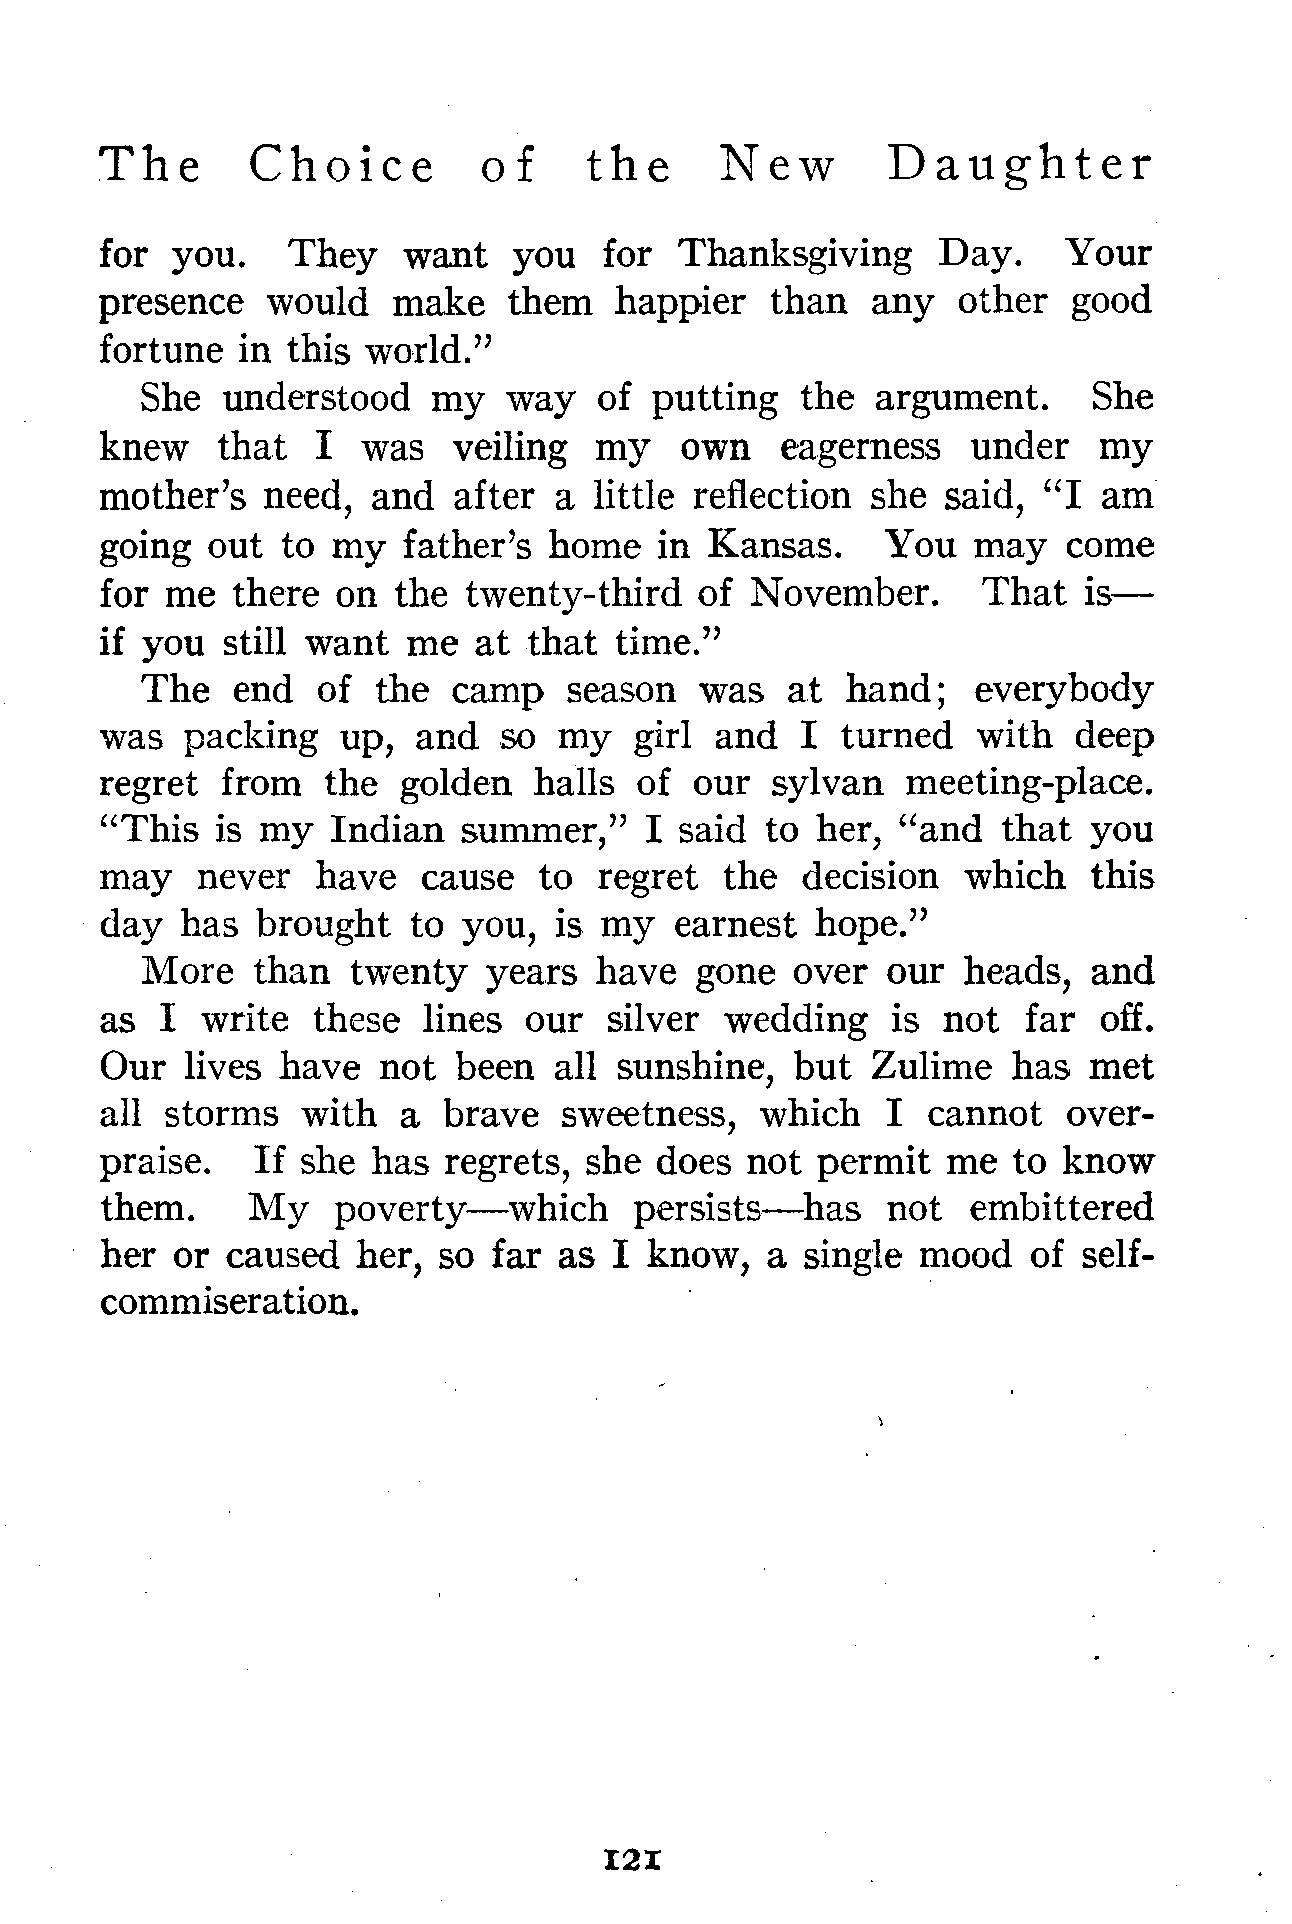 The Choice of the New Daughter
for you. They want you for Thanksgiving Day. Your
presence would make them happier than any other good
fortune in this world.”
She understood my way of putting the argument. She
knew that I was veiling my own eagerness under my
mother’s need, and after a little reflection she said, “I am
going out to my father’s home in Kansas. You may come
for me there on the twenty-third of November. That is—
if you still want me at that time.”
The end of the camp season was at hand; everybody
was packing up, and so my girl and I turned with deep
regret from the golden halls of our sylvan meeting-place.
“This is my Indian summer,” I said to her, “and that you
may never have cause to regret the decision which this
day has brought to you, is my earnest hope.”
More than twenty years have gone over our heads, and
as I write these lines our silver wedding is not far off.
Our lives have not been all sunshine, but Zulime has met
all storms with a brave sweetness, which I cannot over-
praise. If she has regrets, she does not permit me to know
them. My poverty—which persists—has not embittered
her or caused her, so far as I know, a single mood of self-
commiseration.
121